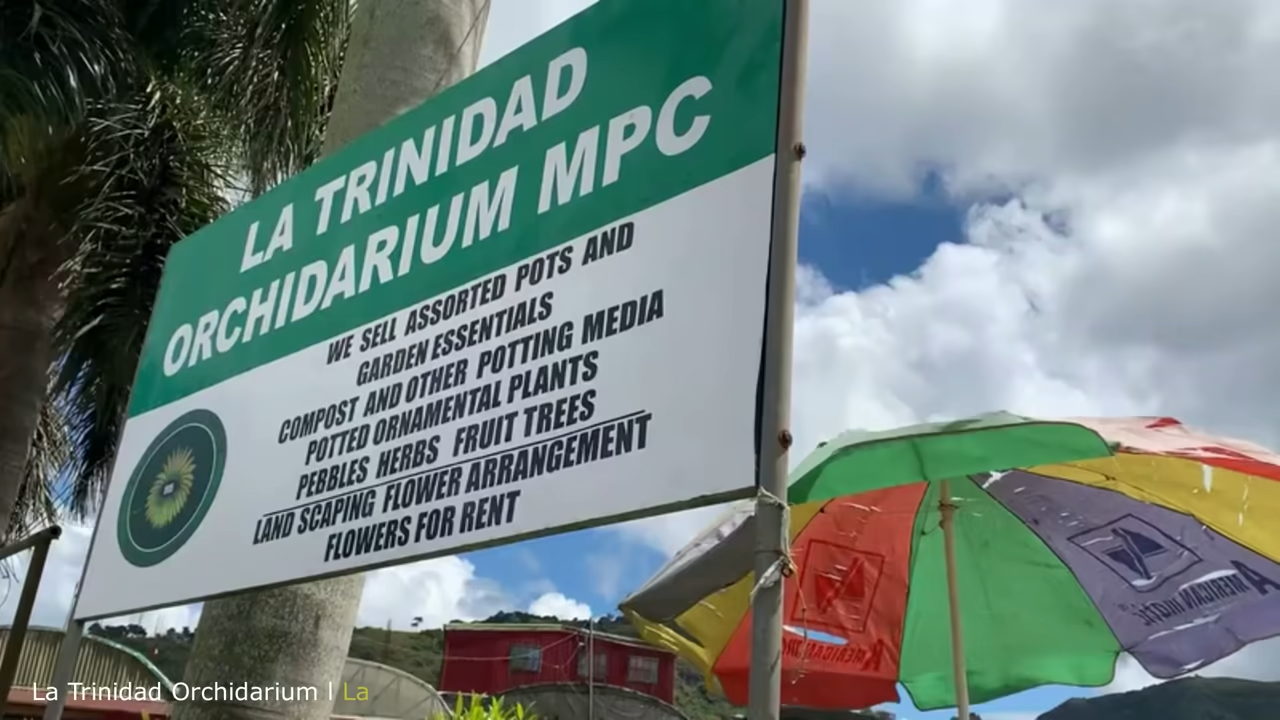 LA TRINIDAD
ORCHIDARIUM MPC
WE SELL ASSORTED POTS AND
GARDEN ESSENTIALS
COMPOST AND OTHER POTTING MEDIA
POTTED ORNAMENTAL PLANTS
PEBBLES HERBS FRUIT TREES
LAND SCAPING FLOWER ARRANGEMENT
FLOWERS FOR RENT
La Trinidad Orchidarium | La